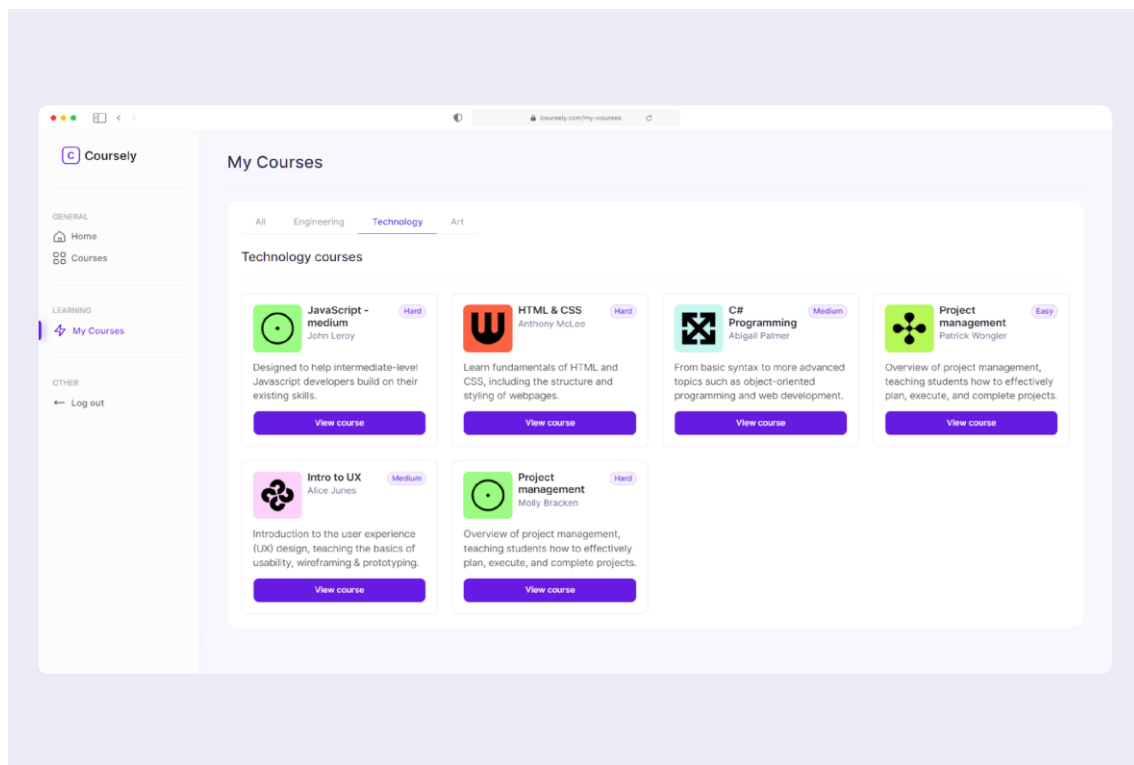 coursely.com/my-courses
C Coursely
My Courses
GENERAL
Home
Courses
LEARNING
My Courses
OTHER
Log out
All Engineering Technology Art
Technology courses
JavaScript -
medium
Hard
John Leroy
Designed to help intermediate-level
Javascript developers build on their
existing skills.
View course
HTML & CSS
Hard
Anthony McLee
Learn fundamentals of HTML and
CSS, including the structure and
styling of webpages.
View course
C#
Programming
Medium
Abigail Palmer
From basic syntax to more advanced
topics such as object-oriented
programming and web development.
View course
Project
management
Easy
Patrick Wongler
Overview of project management,
teaching students how to effectively
plan, execute, and complete projects.
View course
Intro to UX
Medium
Alice Junes
Introduction to the user experience
(UX) design, teaching the basics of
usability, wireframing & prototyping.
View course
Project
management
Hard
Molly Bracken
Overview of project management,
teaching students how to effectively
plan, execute, and complete projects.
View course